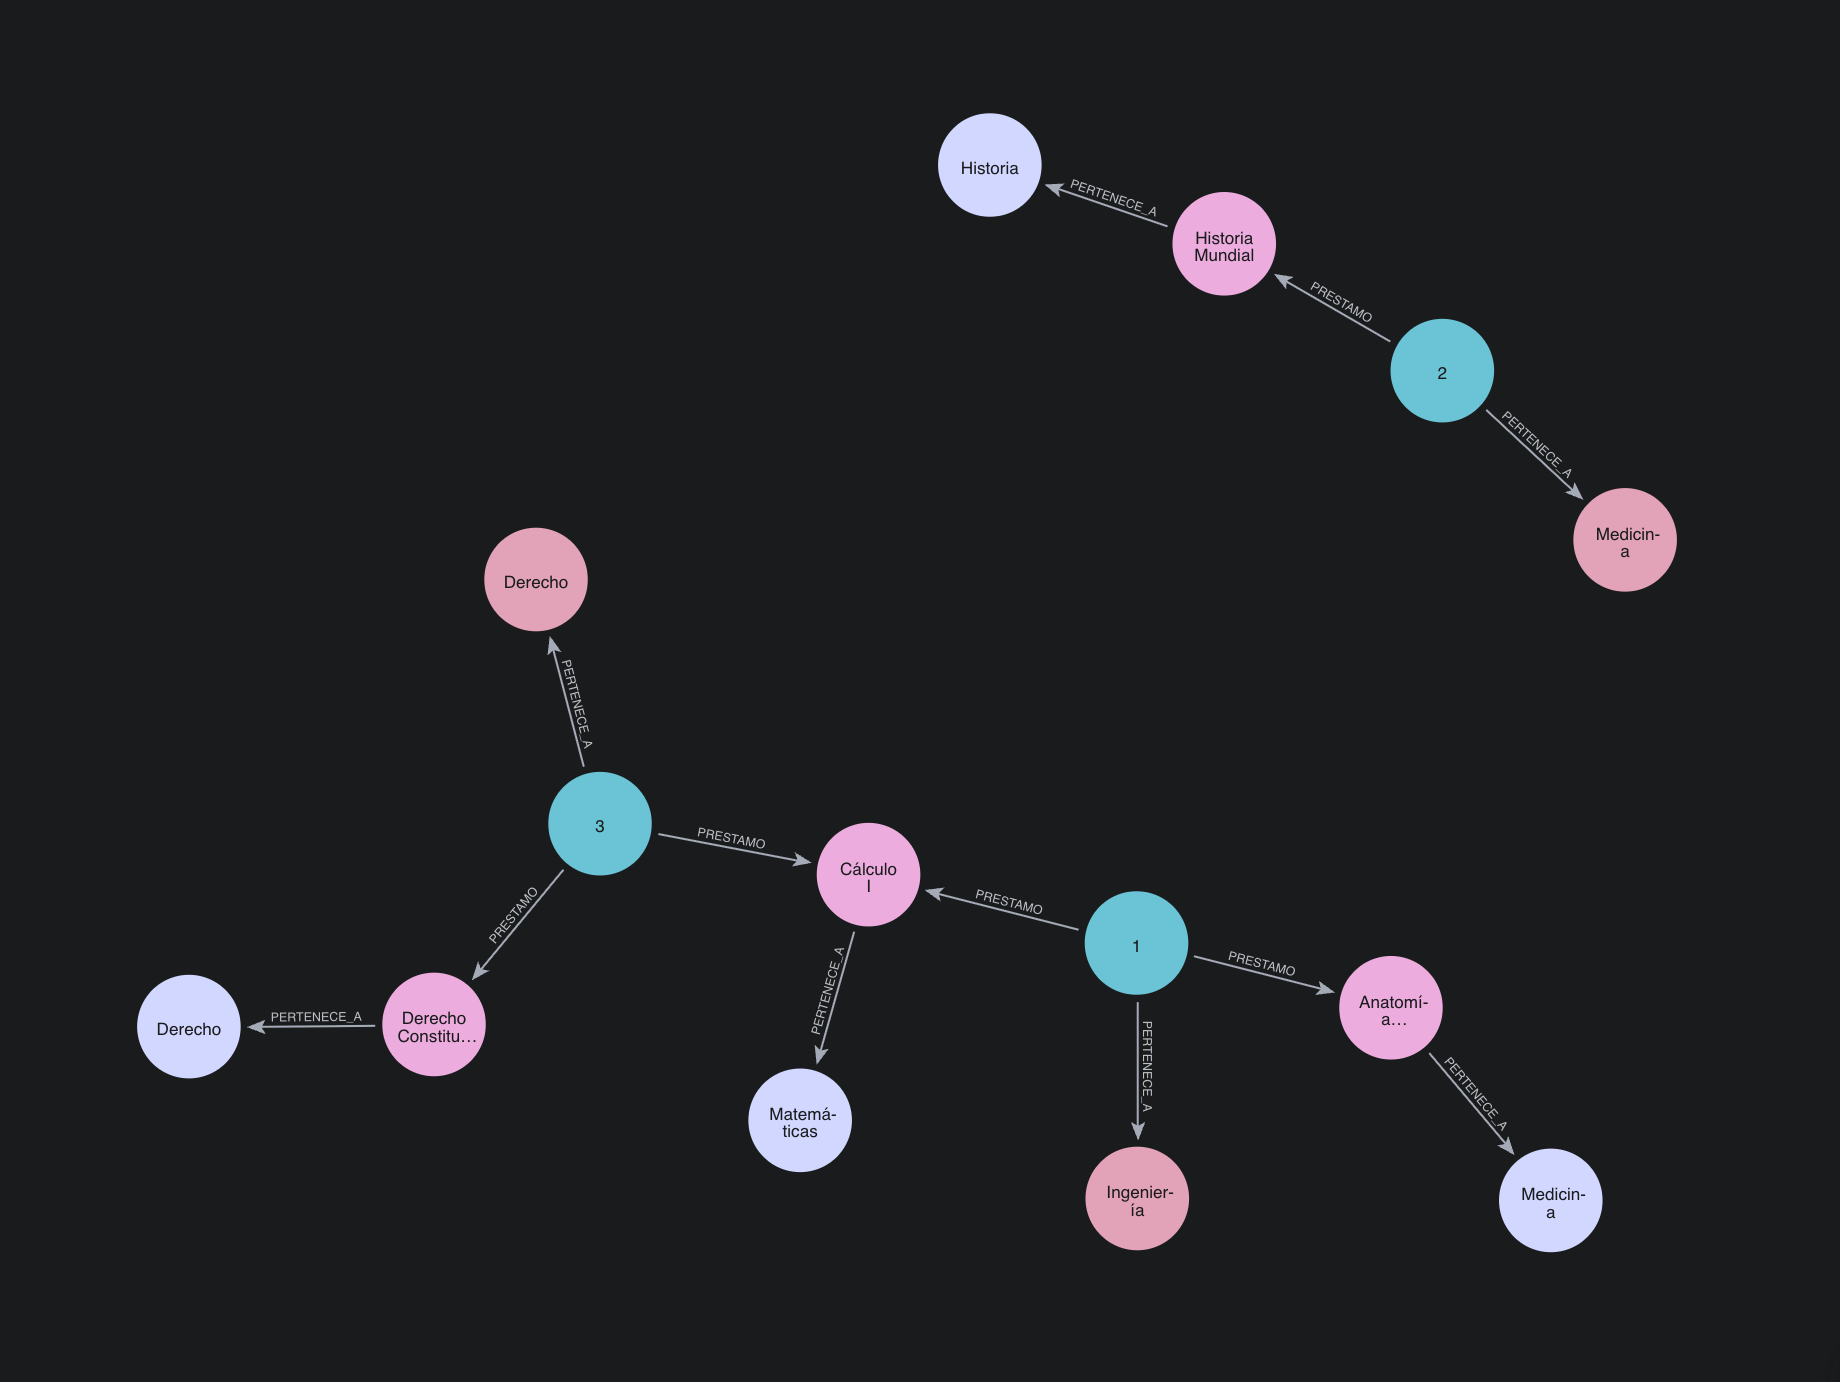 Historia
PERTENECE_A
Historia
Mundial
PRESTAMO
2
PERTENECE_A
Medicin-
a
Derecho
PERTENECE_A
3
PRESTAMO
Cálculo
I
PRESTAMO
1
PRESTAMO
Anatomí-
a…
PRESTAMO
Derecho
Constitu…
PERTENECE_A
Derecho
PERTENECE_A
Matemá-
ticas
PERTENECE_A
Ingenier-
ía
PERTENECE_A
Medicin-
a